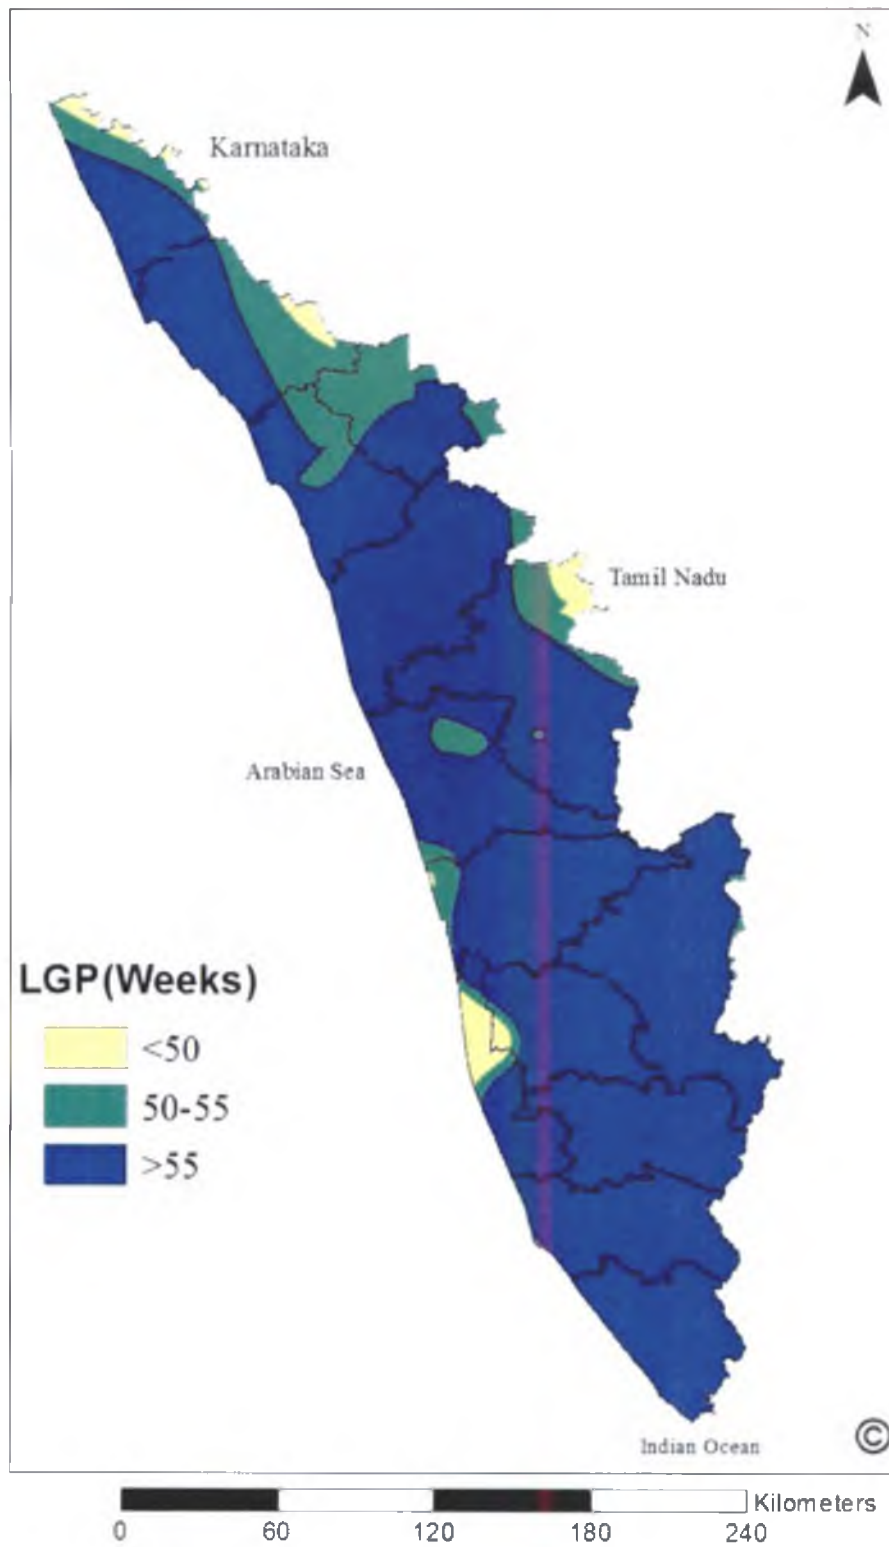 N
Karnataka
Tamil Nadu
Arabian Sea
LGP(Weeks)
<50
50-55
>55
Indian Ocean
©
Kilometers
0 60 120 180 240